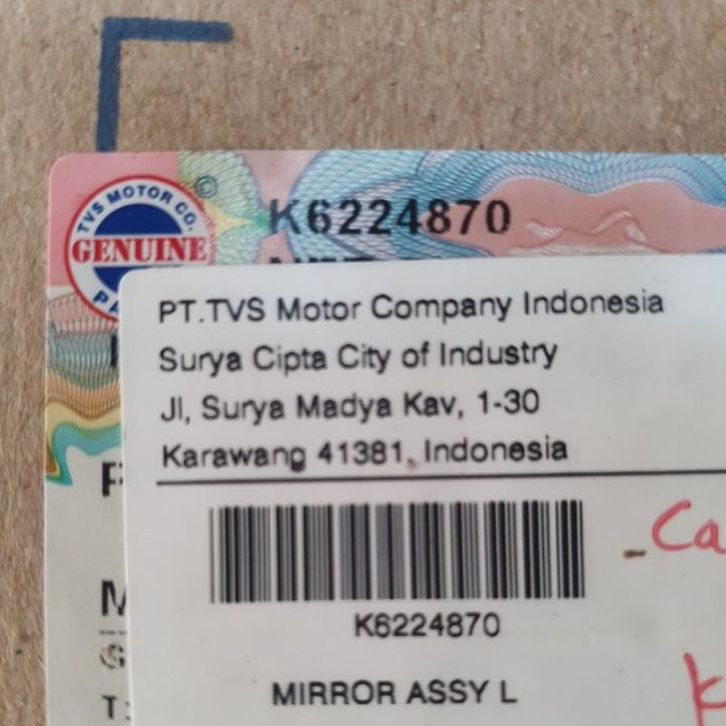 TVS MOTOR CO.
GENUINE
©
K6224870
PT.TVS Motor Company Indonesia
Surya Cipta City of Industry
Jl, Surya Madya Kav, 1-30
Karawang 41381, Indonesia
K6224870
MIRROR ASSY L